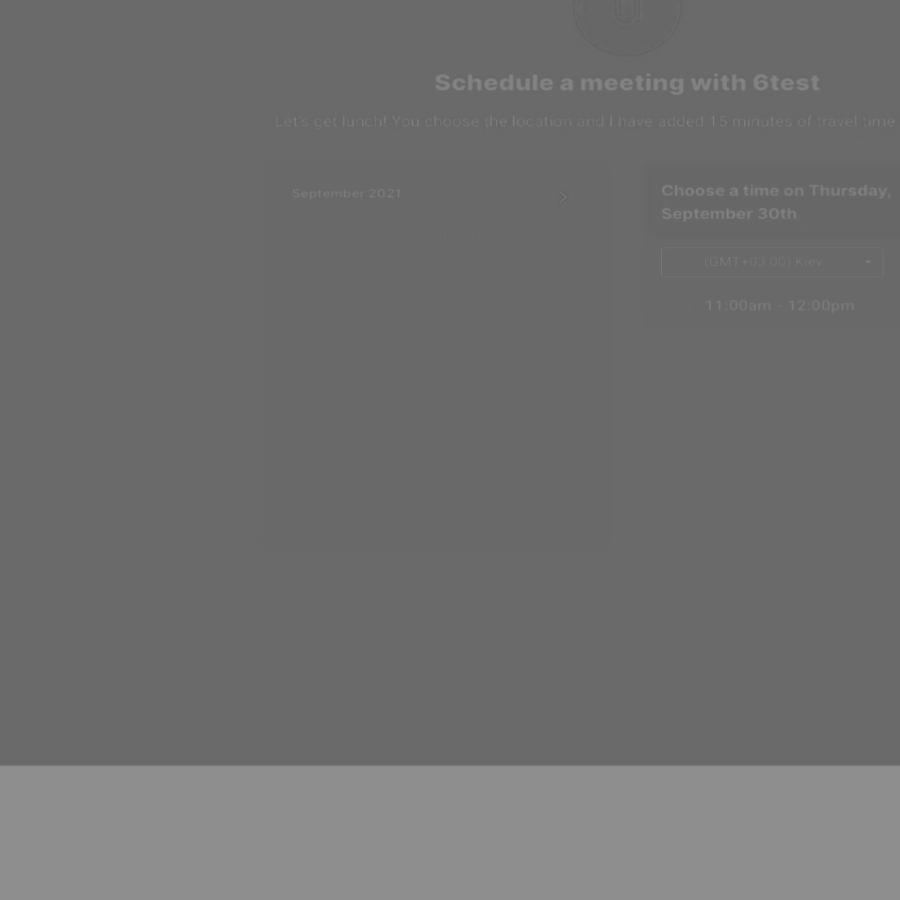 Schedule a meeting with 6test
Let's get lunch! You choose the location and I have added 15 minutes of travel time
September 2021
Choose a time on Thursday,
September 30th
(GMT+03:00) Kiev
11:00am - 12:00pm